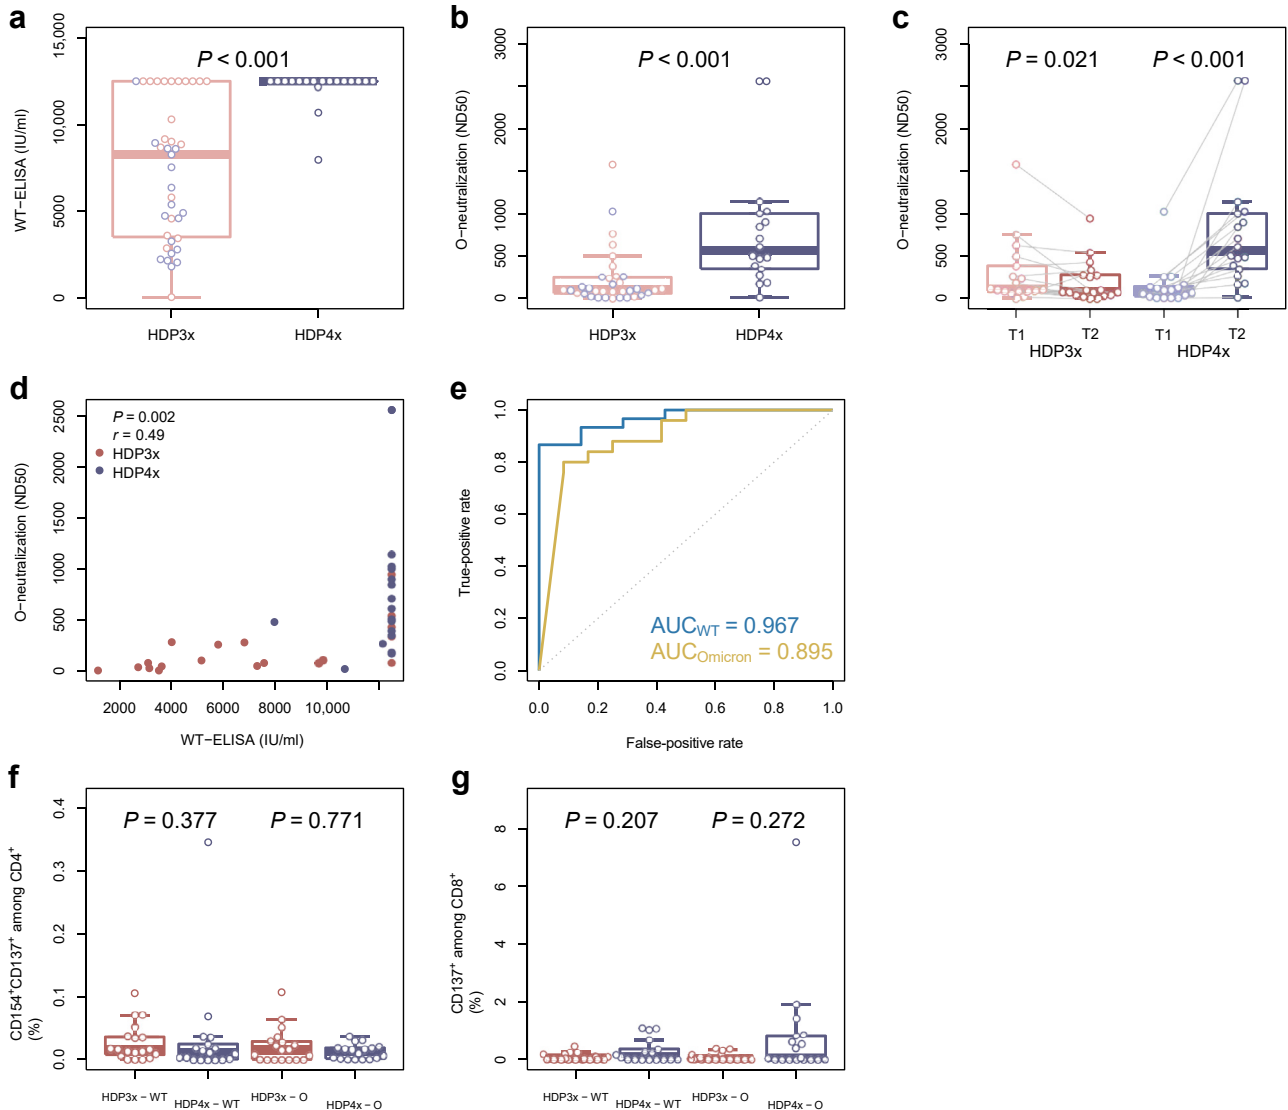 a
WT−ELISA (IU/ml)
15,000
10,000
5000
0
P < 0.001
HDP3x
HDP4x
b
O−neutralization (ND50)
3000
2000
1000
500
0
P < 0.001
HDP3x
HDP4x
c
O−neutralization (ND50)
3000
2000
1000
500
0
P = 0.021
P < 0.001
T1
T2
T1
T2
HDP3x
HDP4x
d
O−neutralization (ND50)
2500
2000
1500
1000
500
0
P = 0.002
r = 0.49
HDP3x
HDP4x
2000
4000
6000
8000
10,000
WT−ELISA (IU/ml)
e
True−positive rate
1.0
0.8
0.6
0.4
0.2
0.0
AUCWT = 0.967
AUCOmicron = 0.895
0.0
0.2
0.4
0.6
0.8
1.0
False−positive rate
f
CD154+CD137+ among CD4+
(%)
0.4
0.3
0.2
0.1
0.0
P = 0.377
P = 0.771
HDP3x − WT
HDP4x − WT
HDP3x − O
HDP4x − O
g
CD137+ among CD8+
(%)
8
6
4
2
0
P = 0.207
P = 0.272
HDP3x − WT
HDP4x − WT
HDP3x − O
HDP4x − O